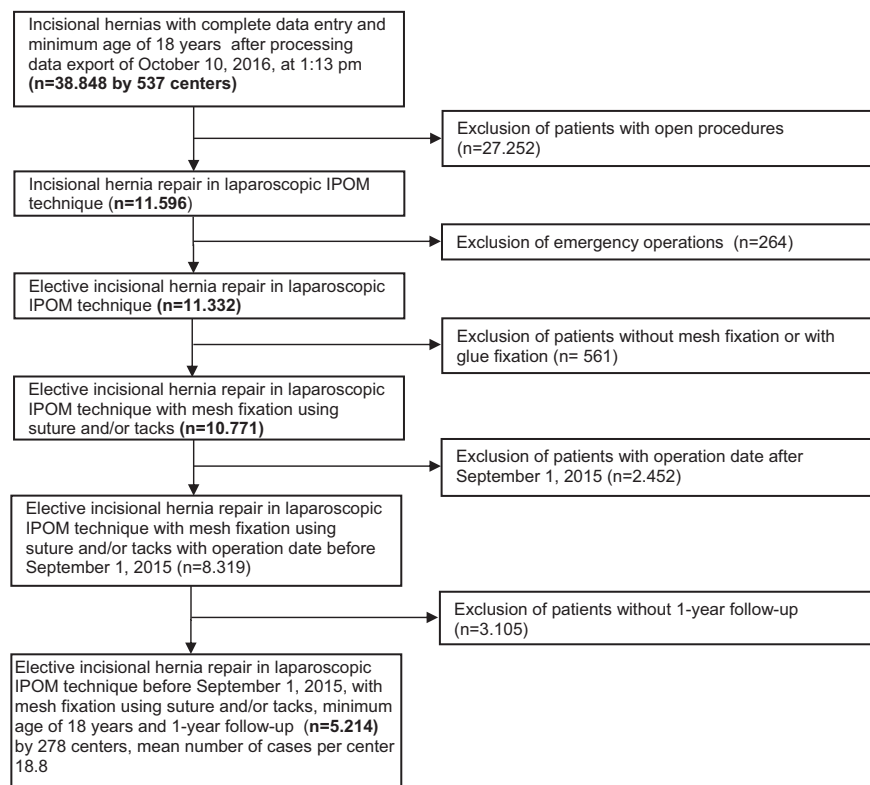 Incisional hernias with complete data entry and
minimum age of 18 years after processing
data export of October 10, 2016, at 1:13 pm
(n=38.848 by 537 centers)
Exclusion of patients with open procedures
(n=27.252)
Incisional hernia repair in laparoscopic IPOM
technique (n=11.596)
Exclusion of emergency operations (n=264)
Elective incisional hernia repair in laparoscopic
IPOM technique (n=11.332)
Exclusion of patients without mesh fixation or with
glue fixation (n= 561)
Elective incisional hernia repair in laparoscopic
IPOM technique with mesh fixation using
suture and/or tacks (n=10.771)
Exclusion of patients with operation date after
September 1, 2015 (n=2.452)
Elective incisional hernia repair in laparoscopic
IPOM technique with mesh fixation using
suture and/or tacks with operation date before
September 1, 2015 (n=8.319)
Exclusion of patients without 1-year follow-up
(n=3.105)
Elective incisional hernia repair in laparoscopic
IPOM technique before September 1, 2015, with
mesh fixation using suture and/or tacks, minimum
age of 18 years and 1-year follow-up (n=5.214)
by 278 centers, mean number of cases per center
18.8